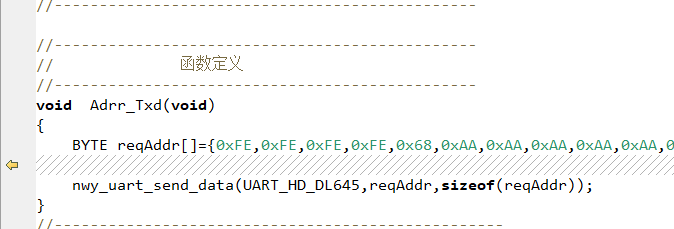 //-----------------------------------------------
//-----------------------------------------------
// 函数定义
//-----------------------------------------------
void Adrr_Txd(void)
{
BYTE reqAddr[]={0xFE,0xFE,0xFE,0xFE,0x68,0xAA,0xAA,0xAA,0xAA,0xAA,0
nwy_uart_send_data(UART_HD_DL645,reqAddr,sizeof(reqAddr));
}
//--------------------------------------------------